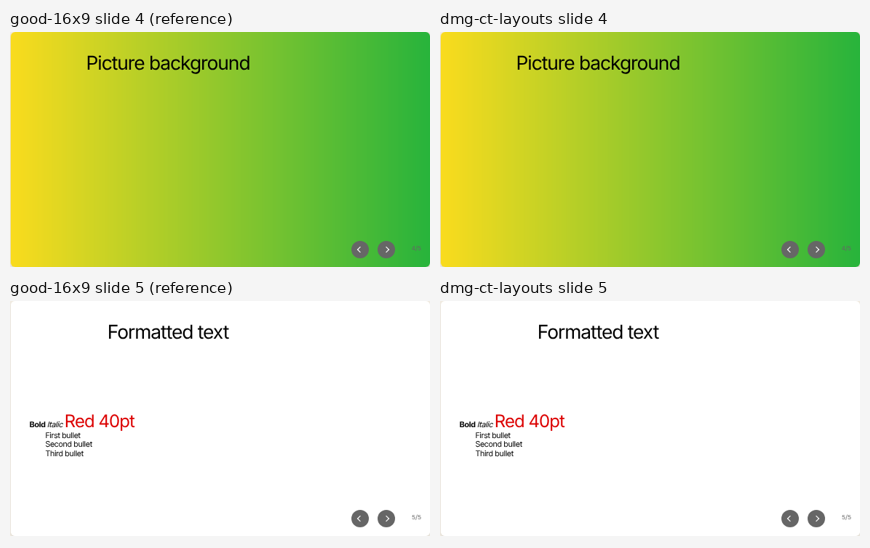 good-16x9 slide 4 (reference)
dmg-ct-layouts slide 4
Picture background
Picture background
4/5
4/5
good-16x9 slide 5 (reference)
dmg-ct-layouts slide 5
Formatted text
Formatted text
Bold Italic Red 40pt
First bullet
Second bullet
Third bullet
Bold Italic Red 40pt
First bullet
Second bullet
Third bullet
5/5
5/5